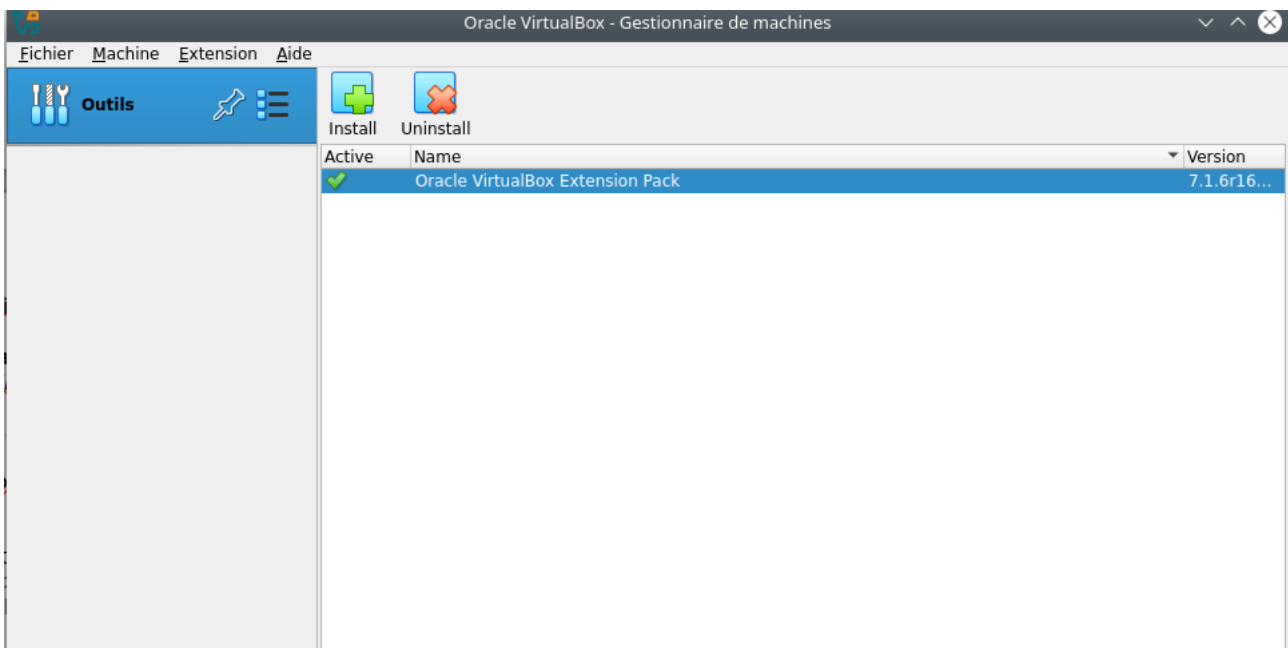 Oracle VirtualBox - Gestionnaire de machines
Fichier Machine Extension Aide
Outils
Install Uninstall
Active Name Version
Oracle VirtualBox Extension Pack 7.1.6r16...